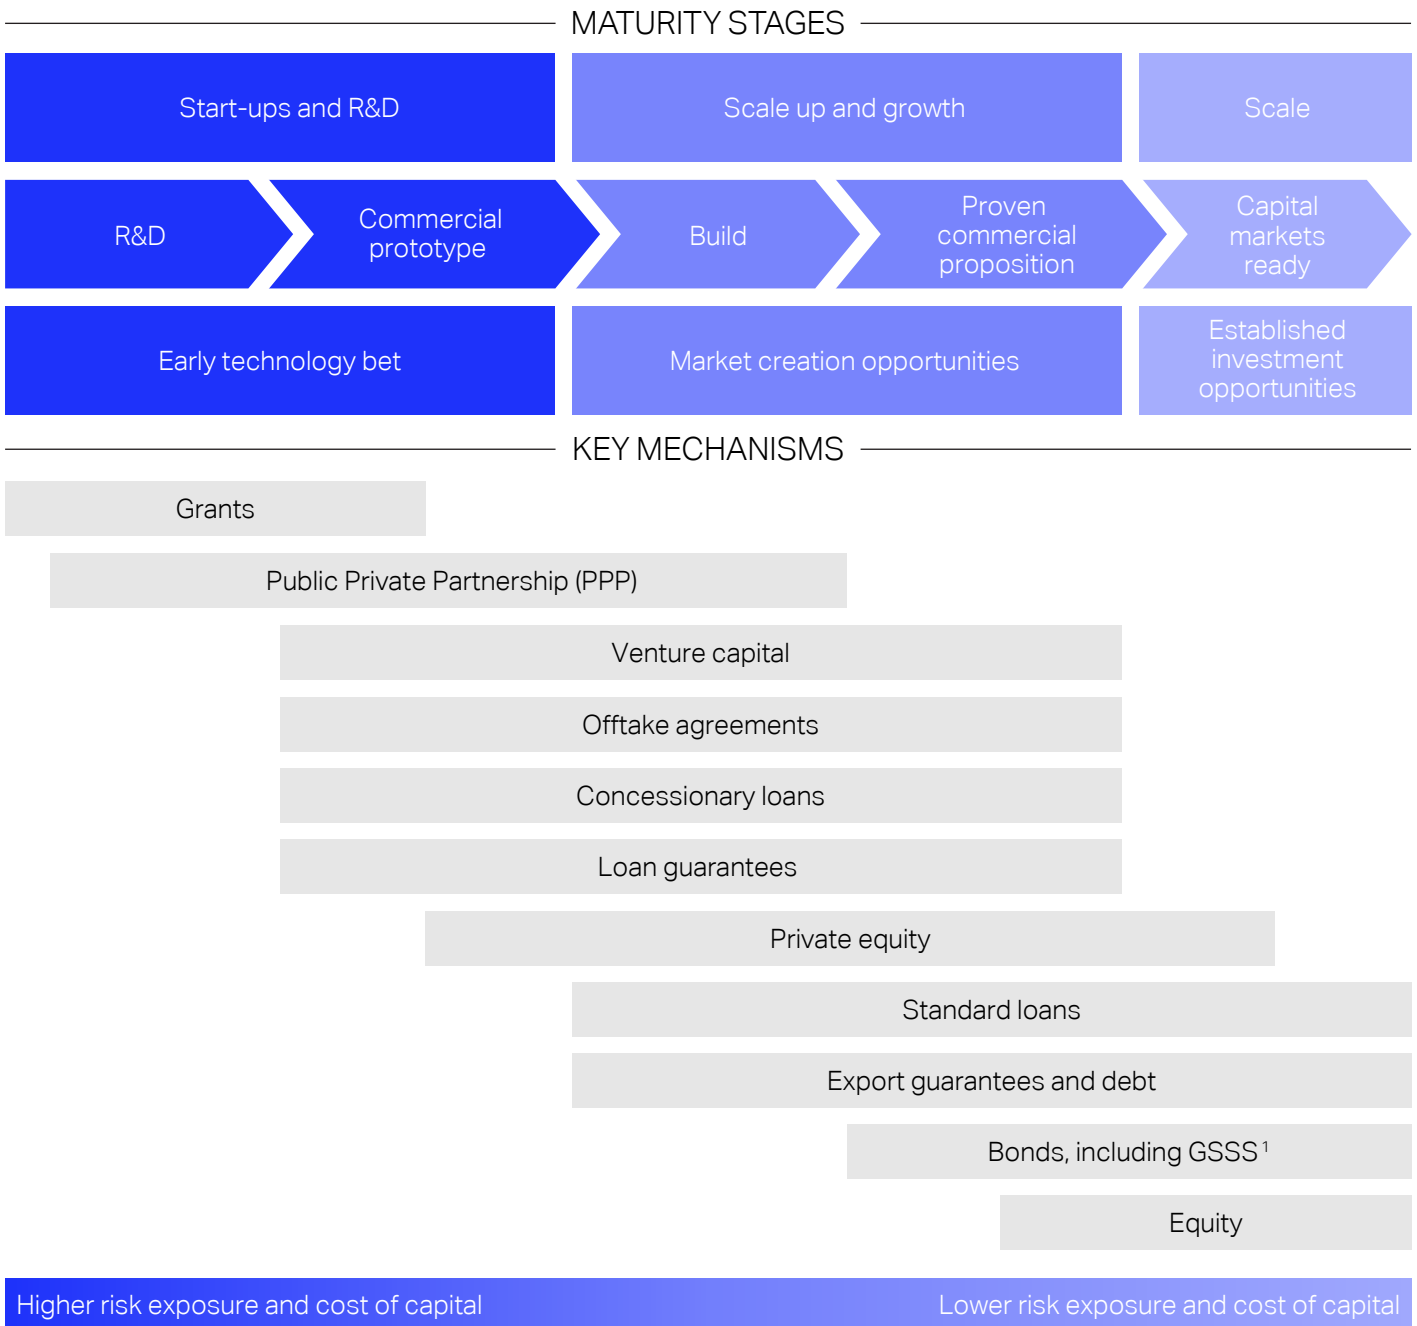 MATURITY STAGES
Start-ups and R&D
Scale up and growth
Scale
R&D
Commercial
prototype
Build
Proven
commercial
proposition
Capital
markets
ready
Early technology bet
Market creation opportunities
Established
investment
opportunities
KEY MECHANISMS
Grants
Public Private Partnership (PPP)
Venture capital
Offtake agreements
Concessionary loans
Loan guarantees
Private equity
Standard loans
Export guarantees and debt
Bonds, including GSSS¹
Equity
Higher risk exposure and cost of capital
Lower risk exposure and cost of capital